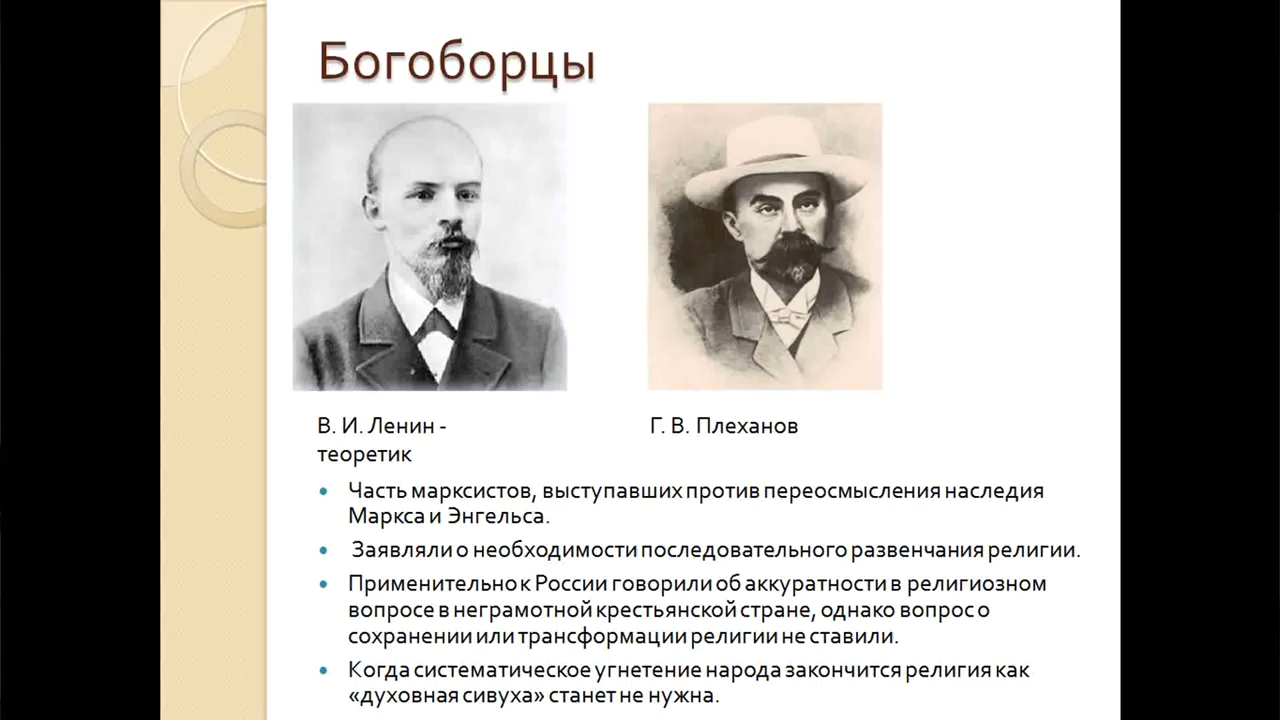 Богоборцы
В. И. Ленин -
теоретик
Г. В. Плеханов
• Часть марксистов, выступавших против переосмысления наследия
Маркса и Энгельса.
• Заявляли о необходимости последовательного развенчания религии.
• Применительно к России говорили об аккуратности в религиозном
вопросе в неграмотной крестьянской стране, однако вопрос о
сохранении или трансформации религии не ставили.
• Когда систематическое угнетение народа закончится религия как
«духовная сивуха» станет не нужна.